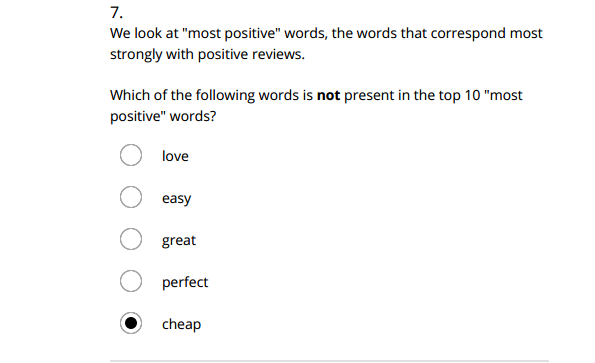 7.
We look at "most positive" words, the words that correspond most
strongly with positive reviews.
Which of the following words is not present in the top 10 "most
positive" words?
love
easy
great
perfect
cheap